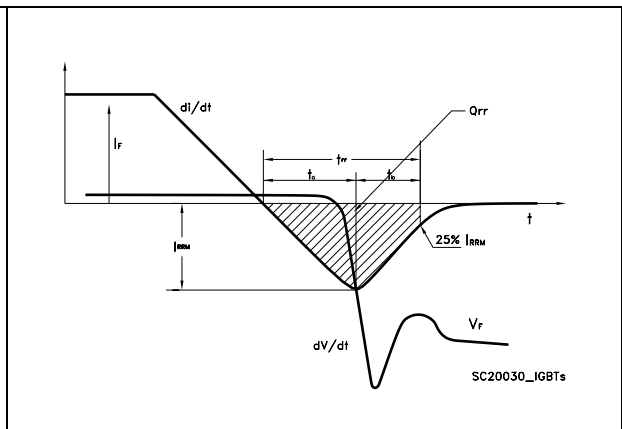 di/dt
Qrr
IF
trr
ta
tb
t
IRRM
25% IRRM
VF
dV/dt
SC20030_IGBTs